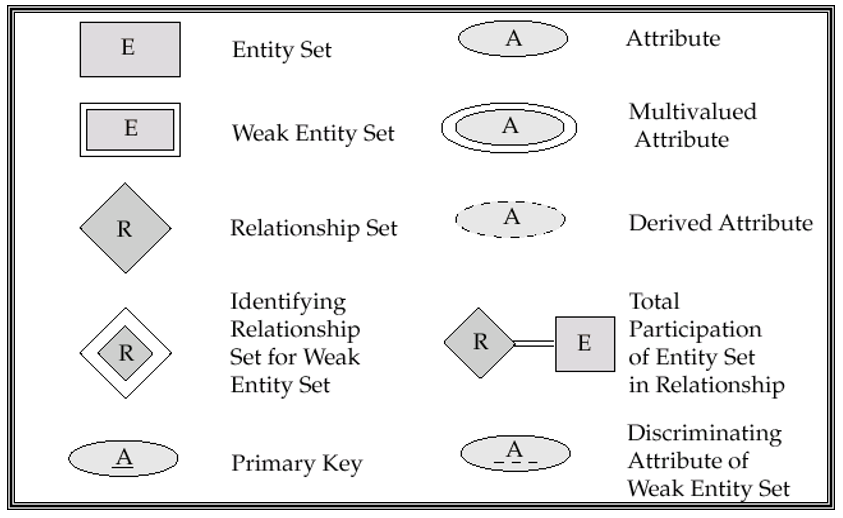 E
Entity Set
A
Attribute
E
Weak Entity Set
A
Multivalued
Attribute
R
Relationship Set
A
Derived Attribute
R
Identifying
Relationship
Set for Weak
Entity Set
R
E
Total
Participation
of Entity Set
in Relationship
A
Primary Key
A
Discriminating
Attribute of
Weak Entity Set